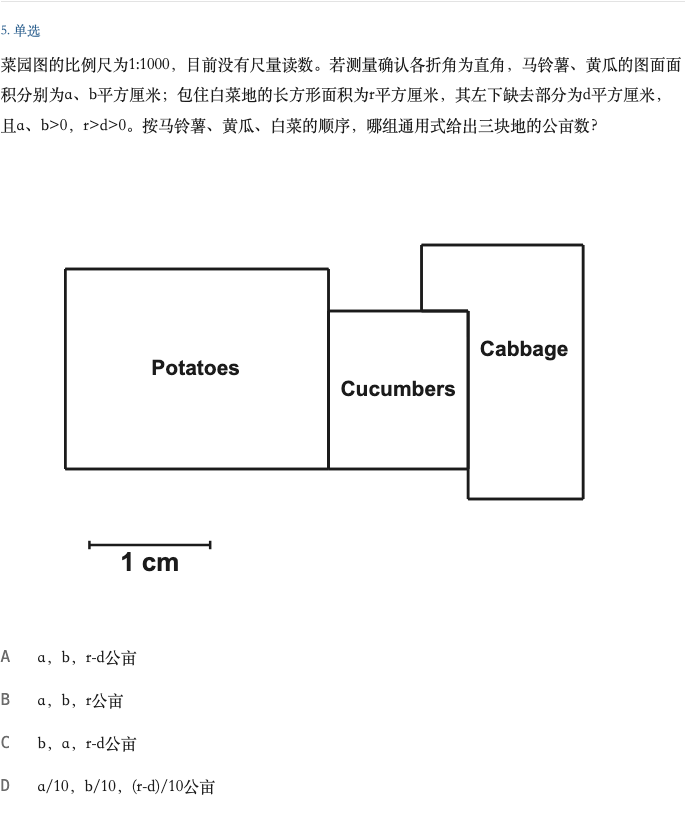 5. 单选
菜园图的比例尺为1:1000，目前没有尺量读数。若测量确认各折角为直角，马铃薯、黄瓜的图面面
积分别为a、b平方厘米；包住白菜地的长方形面积为r平方厘米，其左下缺去部分为d平方厘米，
且a、b>0，r>d>0。按马铃薯、黄瓜、白菜的顺序，哪组通用式给出三块地的公亩数？
Cabbage
Potatoes
Cucumbers
1 cm
A a，b，r-d公亩
B a，b，r公亩
C b，a，r-d公亩
D a/10，b/10，(r-d)/10公亩